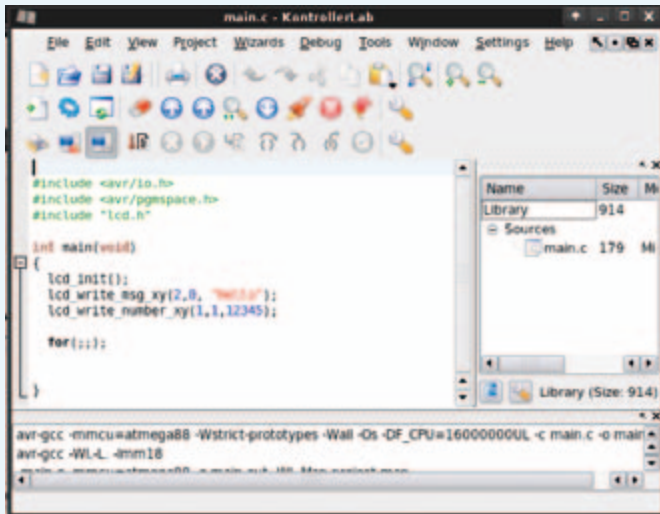 main.c - KontrollerLab
File Edit View Project Wizards Debug Tools Window Settings Help
#include <avr/io.h>
#include <avr/pgmspace.h>
#include "lcd.h"
int main(void)
{
lcd_init();
lcd_write_msg_xy(2,0, "Hello");
lcd_write_number_xy(1,1,12345);
for(;;);
}
Name Size Mi
Library 914
Sources
main.c 179 Mi
Library (Size: 914)
avr-gcc -mmcu=atmega88 -Wstrict-prototypes -Wall -Os -DF_CPU=16000000UL -c main.c -o main
avr-gcc -Wl,-L. -lmm18